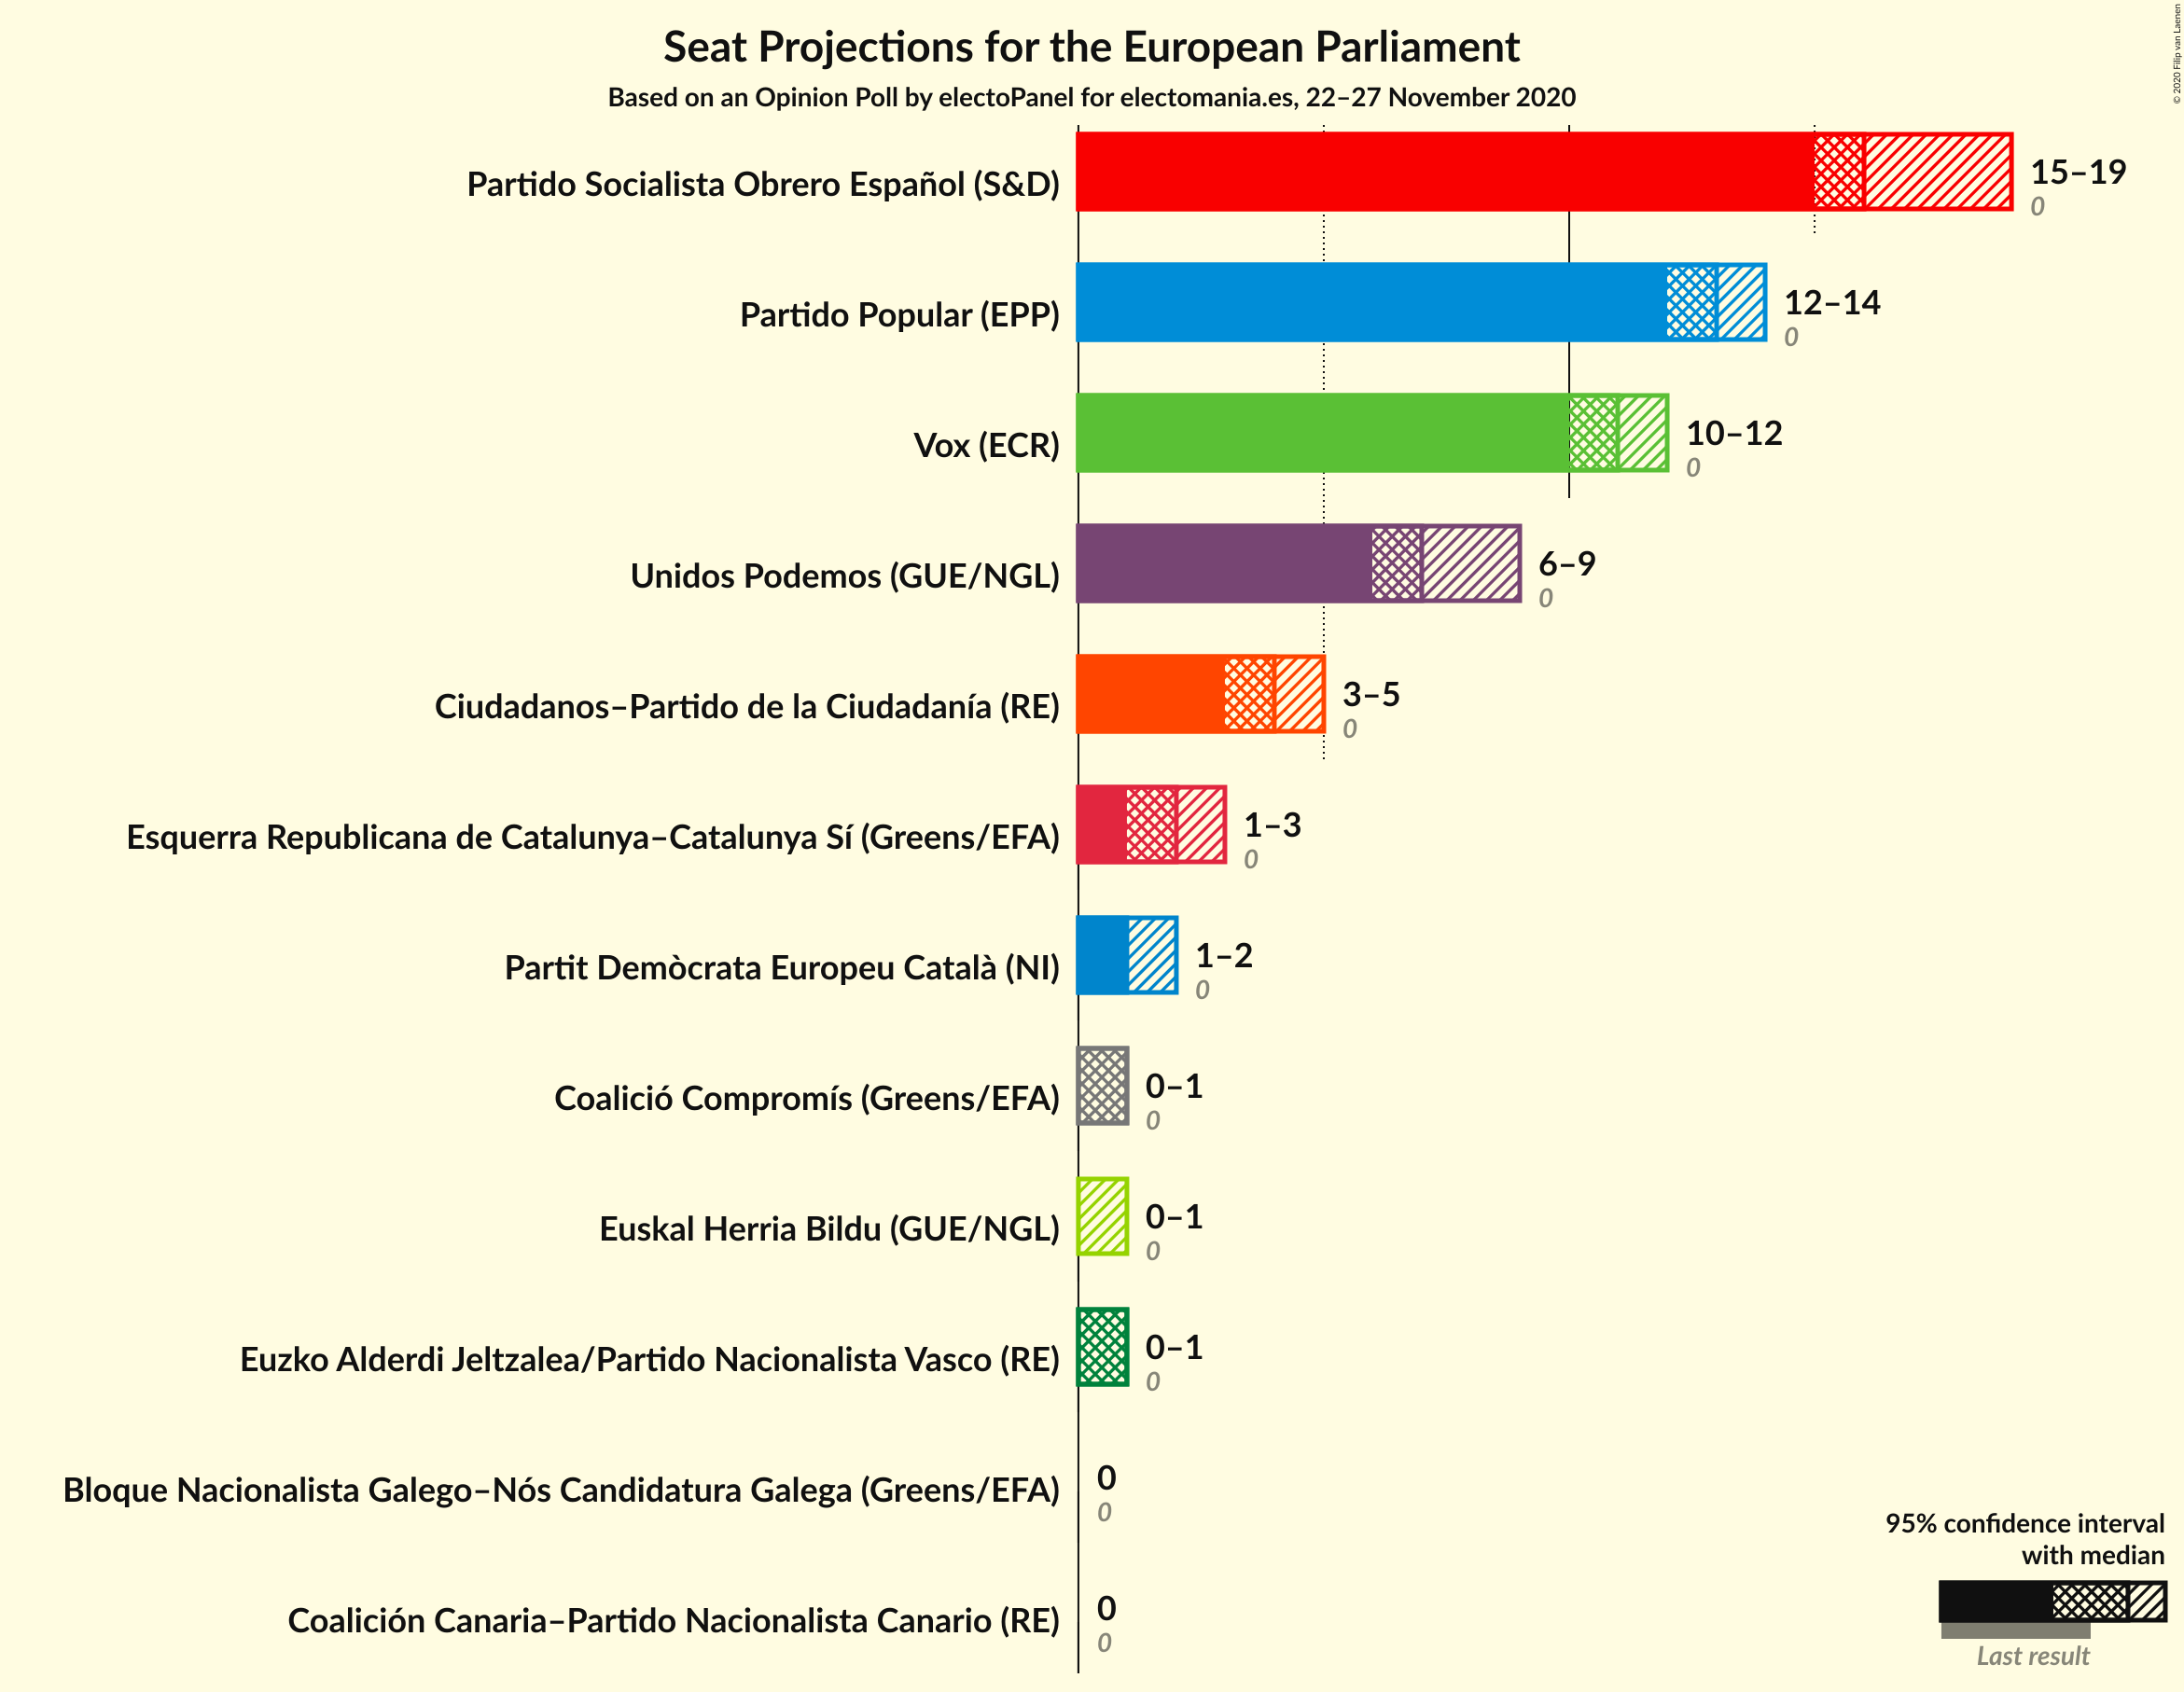 Seat Projections for the European Parliament
Based on an Opinion Poll by electoPanel for electomania.es, 22–27 November 2020
© 2020 Filip van Laenen
Partido Socialista Obrero Español (S&D)
15–19
0
Partido Popular (EPP)
12–14
0
Vox (ECR)
10–12
0
Unidos Podemos (GUE/NGL)
6–9
0
Ciudadanos–Partido de la Ciudadanía (RE)
3–5
0
Esquerra Republicana de Catalunya–Catalunya Sí (Greens/EFA)
1–3
0
Partit Demòcrata Europeu Català (NI)
1–2
0
Coalició Compromís (Greens/EFA)
0–1
0
Euskal Herria Bildu (GUE/NGL)
0–1
0
Euzko Alderdi Jeltzalea/Partido Nacionalista Vasco (RE)
0–1
0
Bloque Nacionalista Galego–Nós Candidatura Galega (Greens/EFA)
0
0
Coalición Canaria–Partido Nacionalista Canario (RE)
0
0
95% confidence interval
with median
Last result